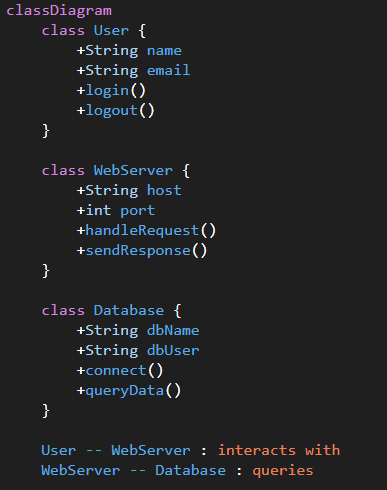 classDiagram
    class User {
        +String name
        +String email
        +login()
        +logout()
    }

    class WebServer {
        +String host
        +int port
        +handleRequest()
        +sendResponse()
    }

    class Database {
        +String dbName
        +String dbUser
        +connect()
        +queryData()
    }

    User -- WebServer : interacts with
    WebServer -- Database : queries